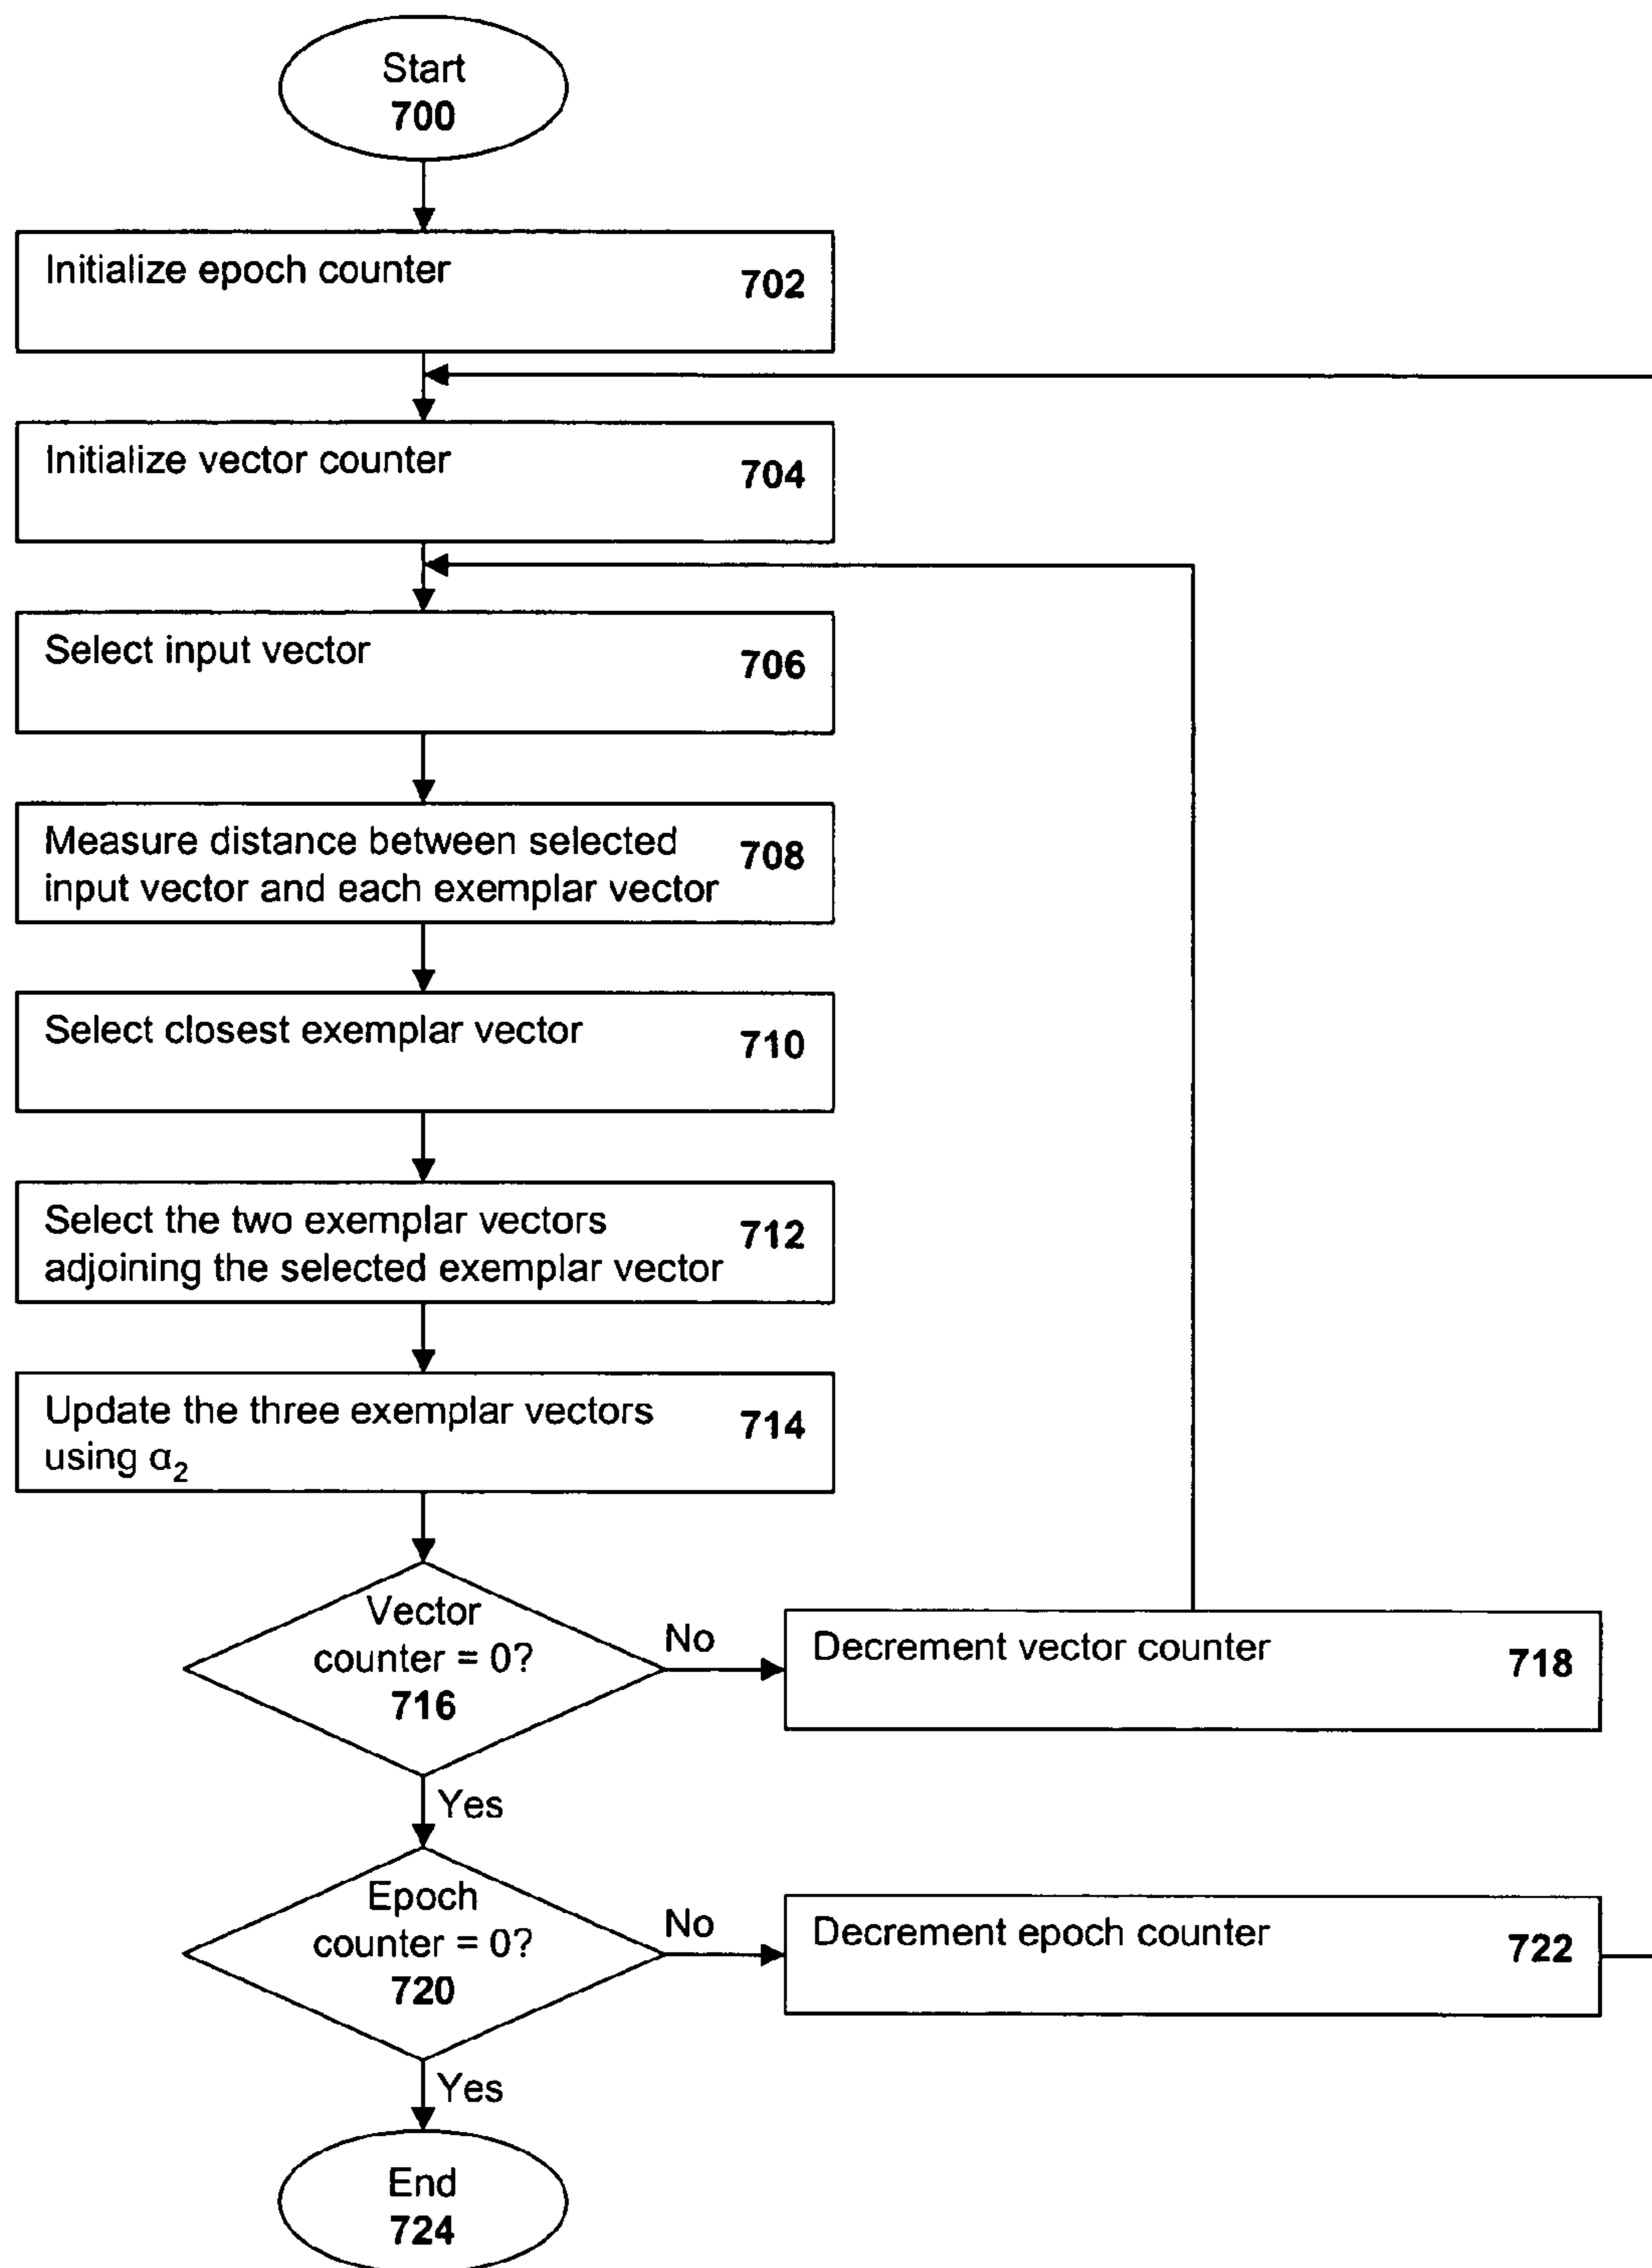 Start
700
Initialize epoch counter
702
Initialize vector counter
704
Select input vector
706
Measure distance between selected
input vector and each exemplar vector
708
Select closest exemplar vector
710
Select the two exemplar vectors
adjoining the selected exemplar vector
712
Update the three exemplar vectors
using α₂
714
Vector
counter = 0?
716
No
Decrement vector counter
718
Yes
Epoch
counter = 0?
720
No
Decrement epoch counter
722
Yes
End
724